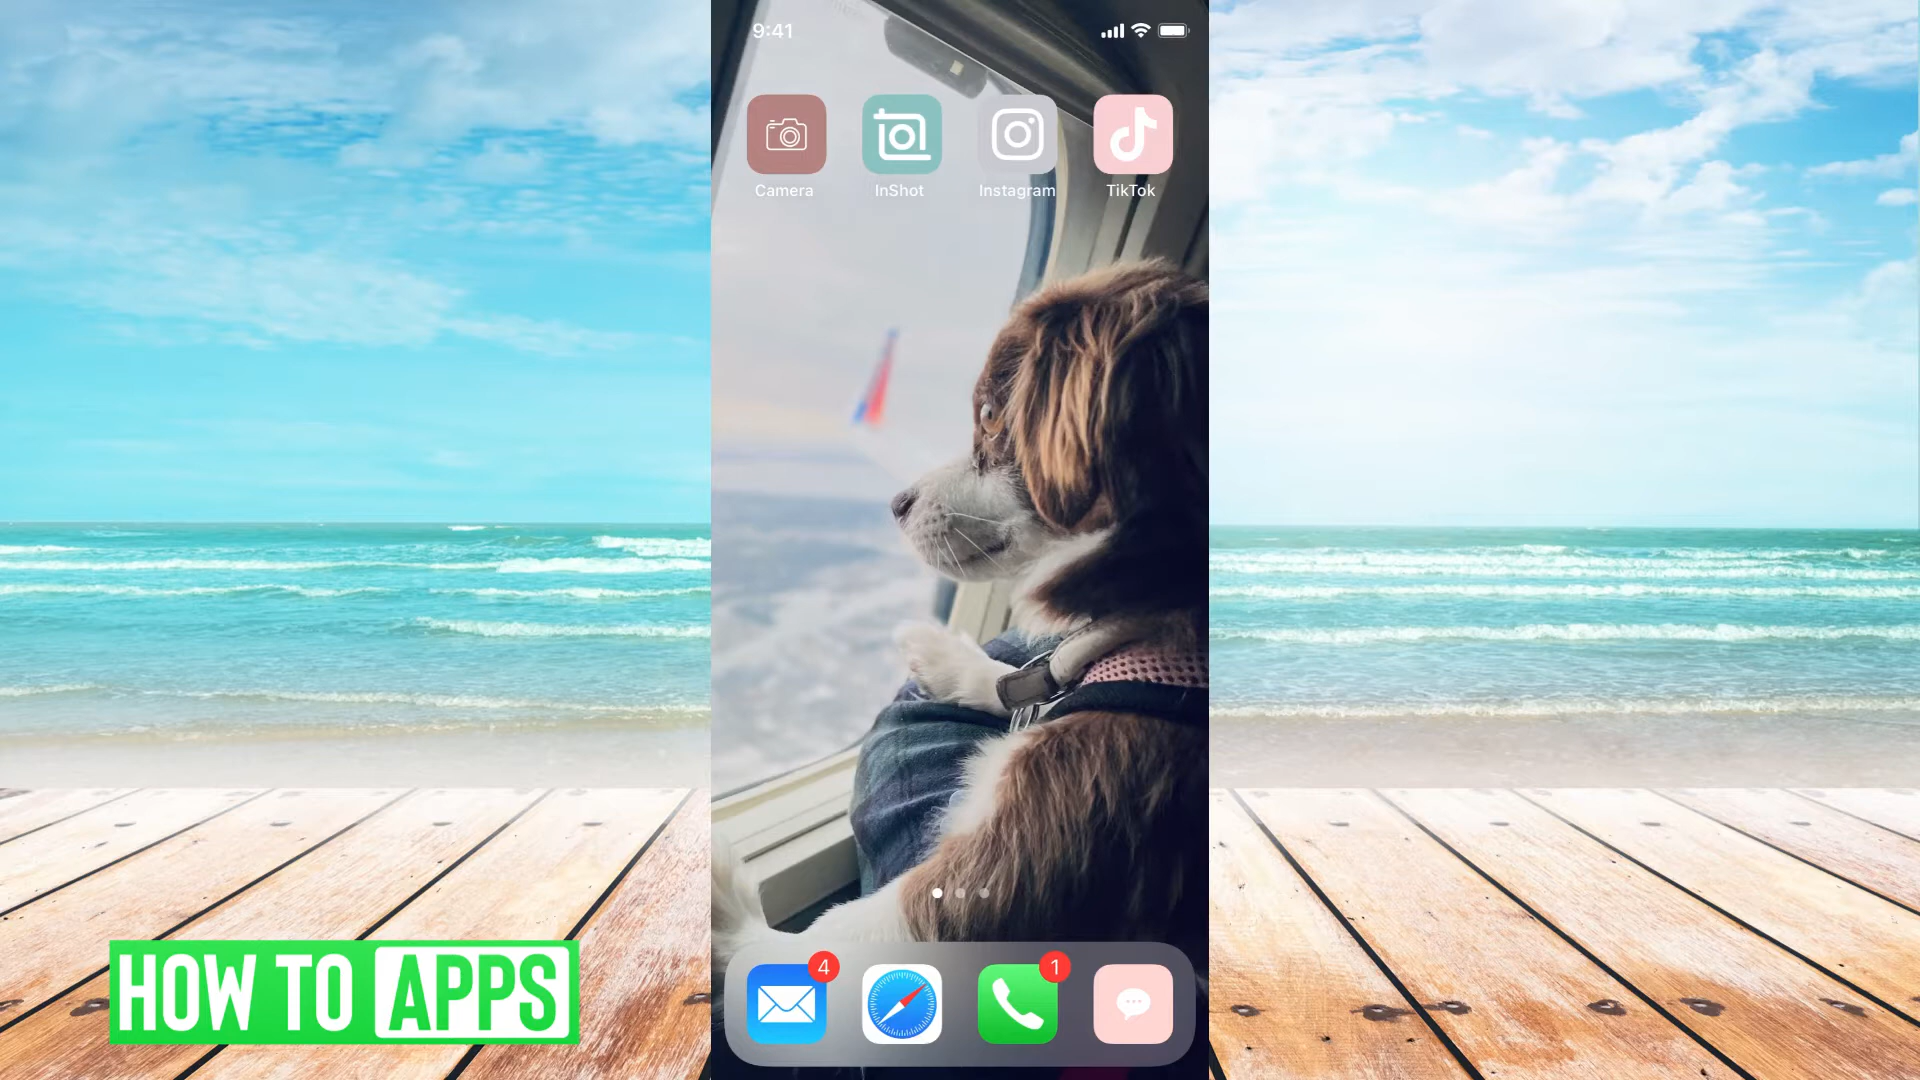 9:41
Camera
InShot
Instagram
TikTok
4
1
HOW TO APPS